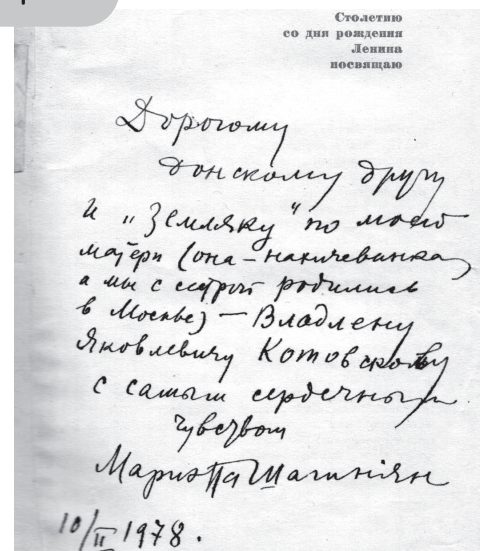 Столетию
со дня рождения
Ленина
посвящаю
Дорогому
донскому другу
и „Земляку" по моей
матери (она – нахичеванка,
а мы с сестрой родились
в Москве) — Владлену
Яковлевичу Котовскому
с самым сердечным
чувством
Мариэтта Шагинян
10/II 1978.